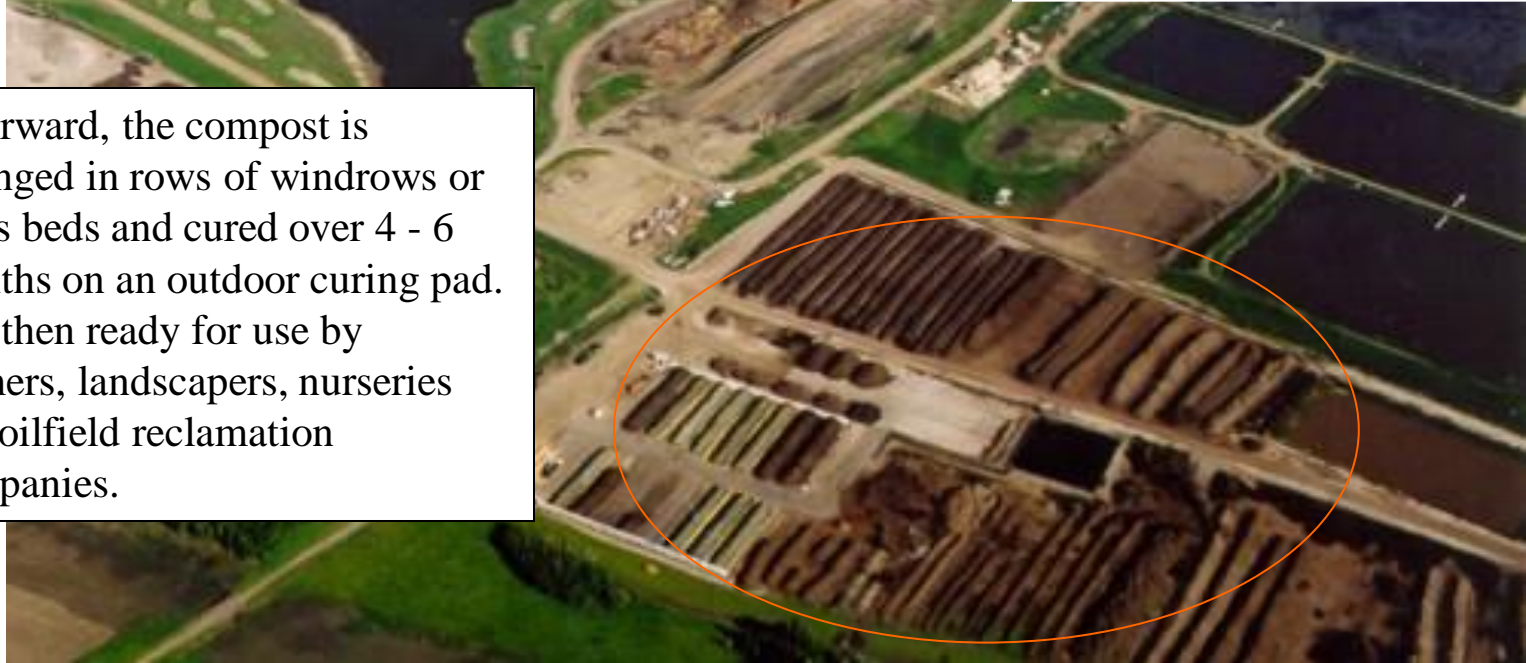 erward, the compost is
nged in rows of windrows or
s beds and cured over 4 - 6
ths on an outdoor curing pad.
then ready for use by
ners, landscapers, nurseries
oilfield reclamation
panies.